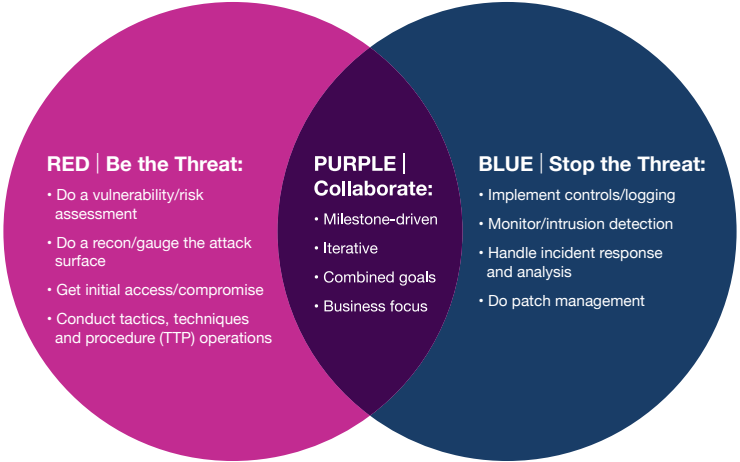 RED | Be the Threat:
• Do a vulnerability/risk
assessment
• Do a recon/gauge the attack
surface
• Get initial access/compromise
• Conduct tactics, techniques
and procedure (TTP) operations
PURPLE |
Collaborate:
• Milestone-driven
• Iterative
• Combined goals
• Business focus
BLUE | Stop the Threat:
• Implement controls/logging
• Monitor/intrusion detection
• Handle incident response
and analysis
• Do patch management